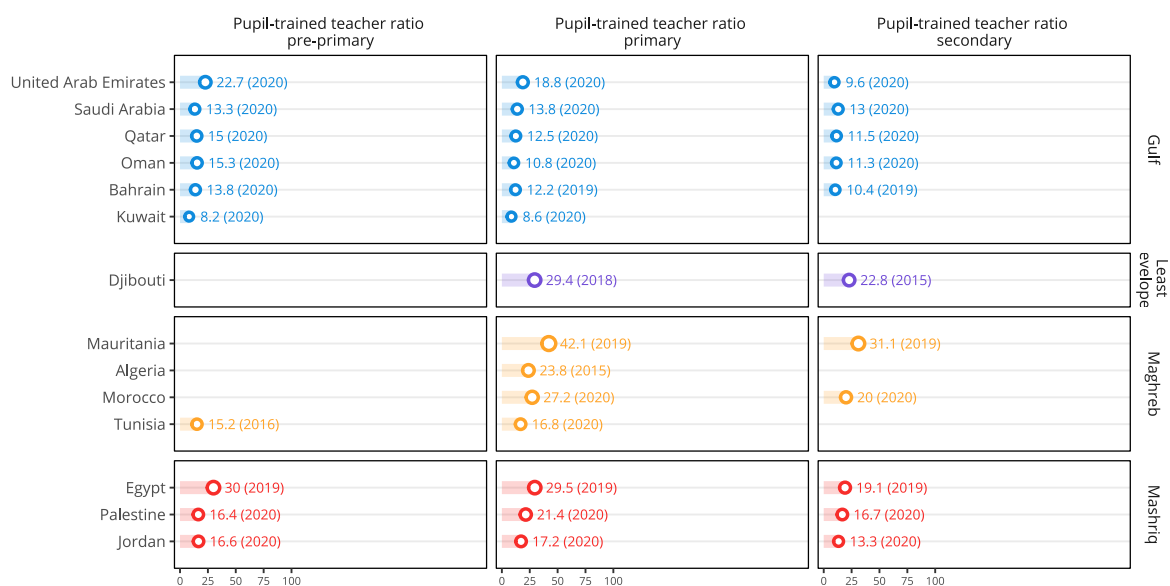 Pupil-trained teacher ratio
pre-primary
Pupil-trained teacher ratio
primary
Pupil-trained teacher ratio
secondary
United Arab Emirates 22.7 (2020) 18.8 (2020) 9.6 (2020)
Saudi Arabia 13.3 (2020) 13.8 (2020) 13 (2020)
Qatar 15 (2020) 12.5 (2020) 11.5 (2020)
Oman 15.3 (2020) 10.8 (2020) 11.3 (2020)
Bahrain 13.8 (2020) 12.2 (2019) 10.4 (2019)
Kuwait 8.2 (2020) 8.6 (2020)
Gulf
Djibouti 29.4 (2018) 22.8 (2015)
Least
evelope
Mauritania 42.1 (2019) 31.1 (2019)
Algeria 23.8 (2015)
Morocco 27.2 (2020) 20 (2020)
Tunisia 15.2 (2016) 16.8 (2020)
Maghreb
Egypt 30 (2019) 29.5 (2019) 19.1 (2019)
Palestine 16.4 (2020) 21.4 (2020) 16.7 (2020)
Jordan 16.6 (2020) 17.2 (2020) 13.3 (2020)
Mashriq
0 25 50 75 100 0 25 50 75 100 0 25 50 75 100